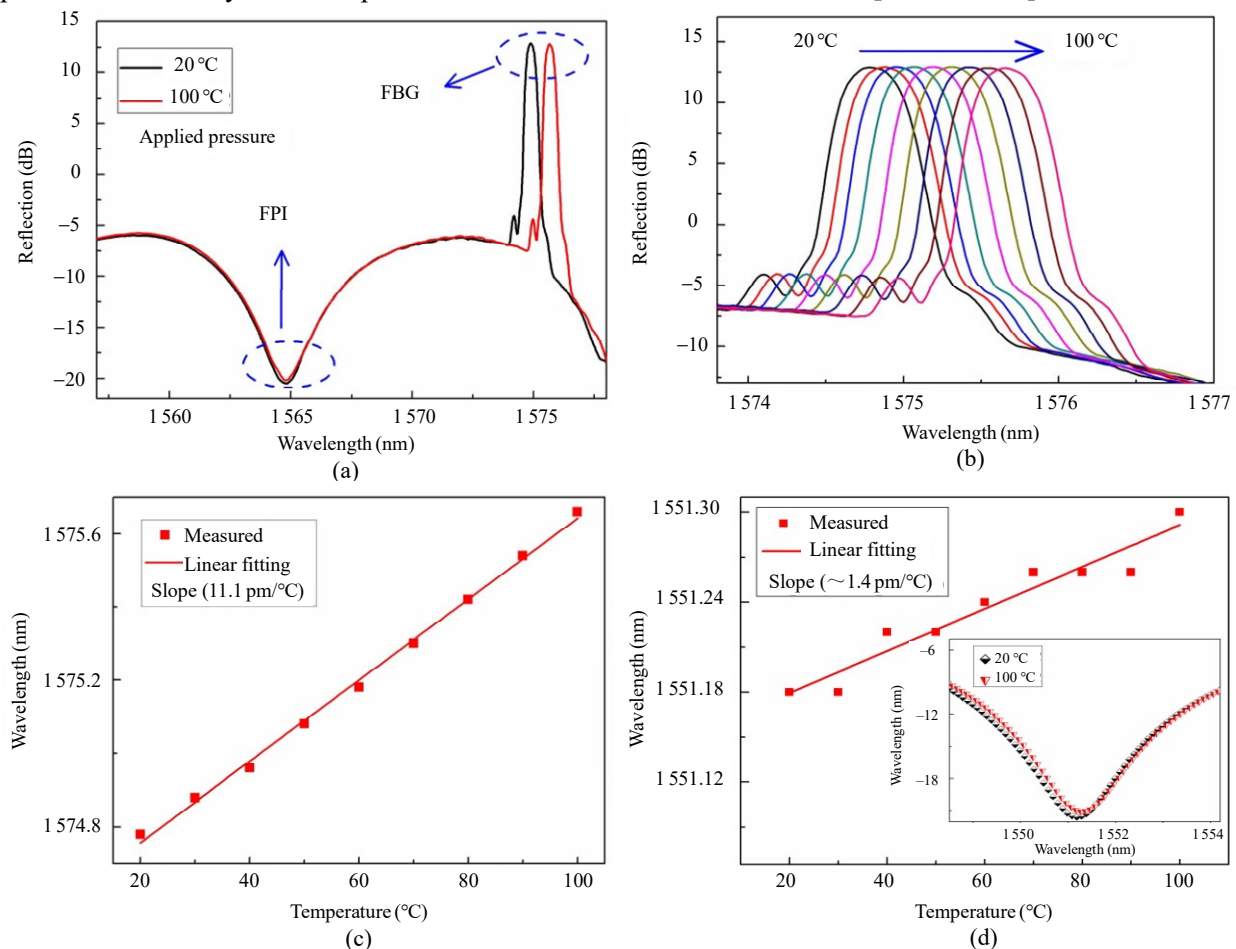 15
10
5
0
−5
−10
−15
−20
20 ℃
100 ℃
Applied pressure
FBG
FPI
Reflection (dB)
1 560
1 565
1 570
1 575
Wavelength (nm)
(a)
15
10
5
0
−5
−10
20 ℃
100 ℃
Reflection (dB)
1 574
1 575
1 576
1 577
Wavelength (nm)
(b)
1 575.6
1 575.2
1 574.8
Measured
Linear fitting
Slope (11.1 pm/℃)
Wavelength (nm)
20
40
60
80
100
Temperature (℃)
(c)
1 551.30
1 551.24
1 551.18
1 551.12
Measured
Linear fitting
Slope (～1.4 pm/℃)
Wavelength (nm)
−6
−12
−18
20 ℃
100 ℃
Wavelength (nm)
1 550
1 552
1 554
Wavelength (nm)
20
40
60
80
100
Temperature (℃)
(d)